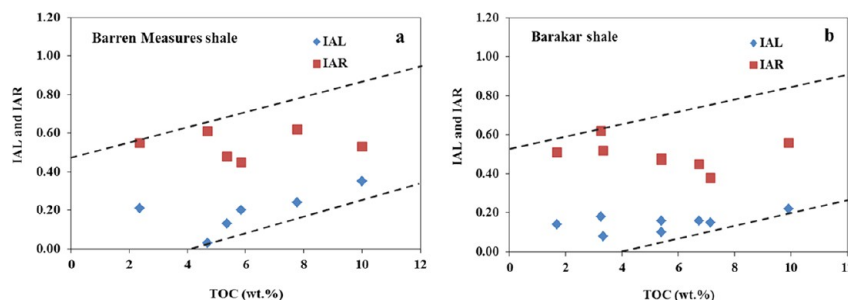 Barren Measures shale
a
IAL
IAR
IAL and IAR
1.20
1.00
0.80
0.60
0.40
0.20
0.00
0 2 4 6 8 10 12
TOC (wt.%)
Barakar shale
b
IAL
IAR
IAL and IAR
1.20
1.00
0.80
0.60
0.40
0.20
0.00
0 2 4 6 8 10 12
TOC (wt.%)